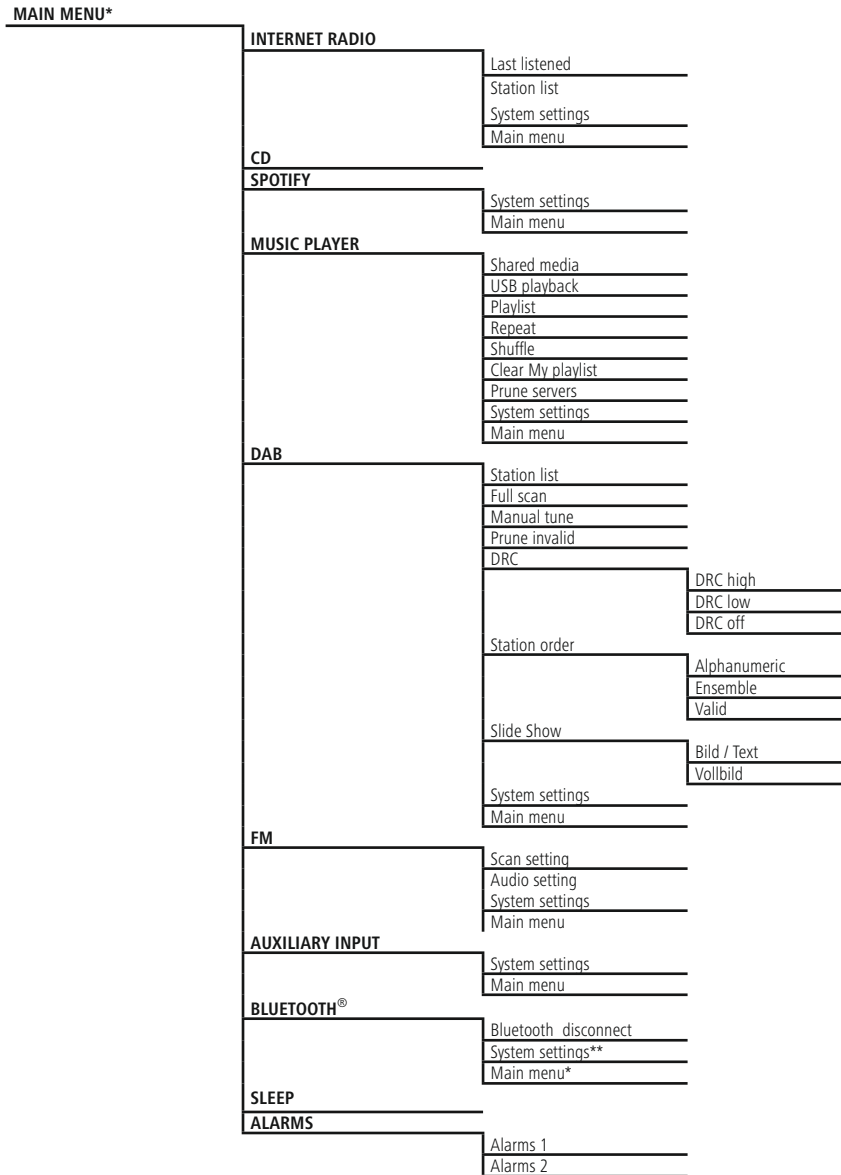 MAIN MENU*
INTERNET RADIO
Last listened
Station list
System settings
Main menu
CD
SPOTIFY
System settings
Main menu
MUSIC PLAYER
Shared media
USB playback
Playlist
Repeat
Shuffle
Clear My playlist
Prune servers
System settings
Main menu
DAB
Station list
Full scan
Manual tune
Prune invalid
DRC
DRC high
DRC low
DRC off
Station order
Alphanumeric
Ensemble
Valid
Slide Show
Bild / Text
Vollbild
System settings
Main menu
FM
Scan setting
Audio setting
System settings
Main menu
AUXILIARY INPUT
System settings
Main menu
BLUETOOTH®
Bluetooth disconnect
System settings**
Main menu*
SLEEP
ALARMS
Alarms 1
Alarms 2